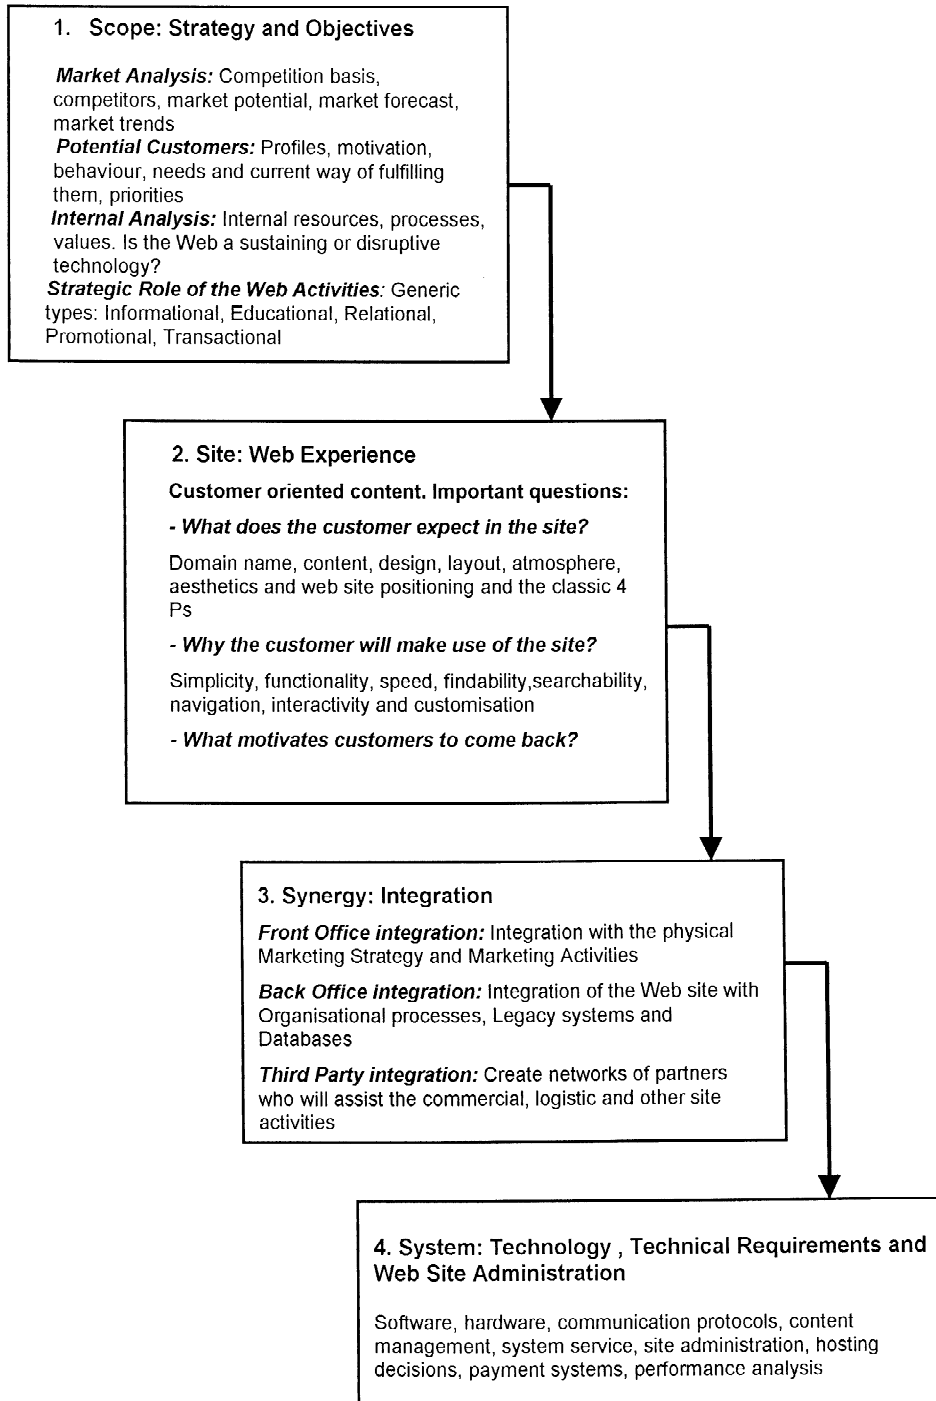 1. Scope: Strategy and Objectives
Market Analysis: Competition basis,
competitors, market potential, market forecast,
market trends
Potential Customers: Profiles, motivation,
behaviour, needs and current way of fulfilling
them, priorities
Internal Analysis: Internal resources, processes,
values. Is the Web a sustaining or disruptive
technology?
Strategic Role of the Web Activities: Generic
types: Informational, Educational, Relational,
Promotional, Transactional
2. Site: Web Experience
Customer oriented content. Important questions:
- What does the customer expect in the site?
Domain name, content, design, layout, atmosphere,
aesthetics and web site positioning and the classic 4
Ps
- Why the customer will make use of the site?
Simplicity, functionality, speed, findability,searchability,
navigation, interactivity and customisation
- What motivates customers to come back?
3. Synergy: Integration
Front Office integration: Integration with the physical
Marketing Strategy and Marketing Activities
Back Office integration: Integration of the Web site with
Organisational processes, Legacy systems and
Databases
Third Party integration: Create networks of partners
who will assist the commercial, logistic and other site
activities
4. System: Technology , Technical Requirements and
Web Site Administration
Software, hardware, communication protocols, content
management, system service, site administration, hosting
decisions, payment systems, performance analysis